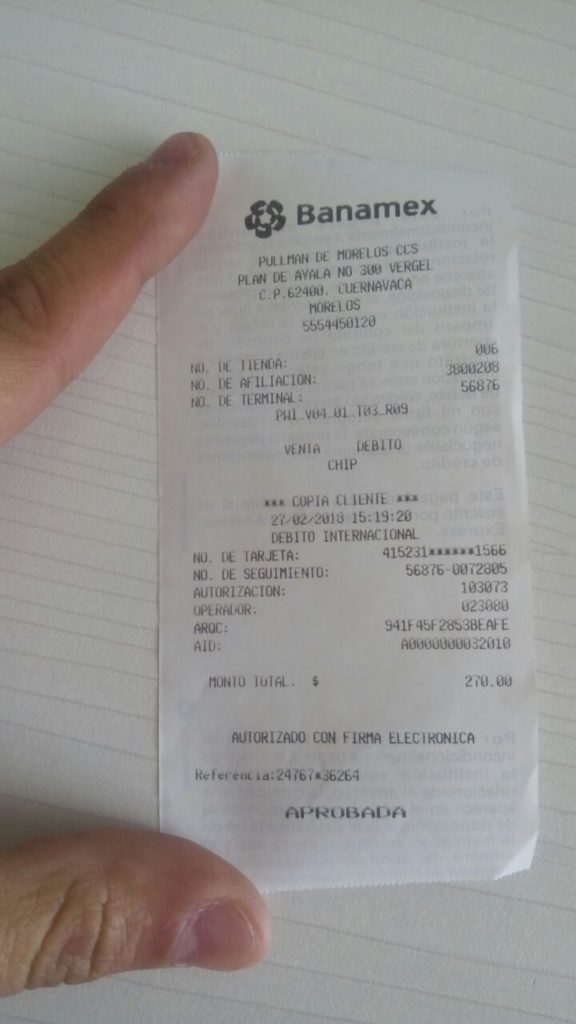 Banamex
PULLMAN DE MORELOS CCS
PLAN DE AYALA NO 300 VERGEL
C.P.62400, CUERNAVACA
MORELOS
5554450120
NO. DE TIENDA: 006
NO. DE AFILIACION: 3800208
NO. DE TERMINAL: 56876
PWI_V04_01_T03_R09
VENTA DEBITO
CHIP
*** COPIA CLIENTE ***
27/02/2018 15:19:20
DEBITO INTERNACIONAL
NO. DE TARJETA: 415231******1566
NO. DE SEGUIMIENTO: 56876-0072805
AUTORIZACION: 103073
OPERADOR: 023080
ARQC: 941F45F2853BEAFE
AID: A0000000032010
MONTO TOTAL. $ 270.00
AUTORIZADO CON FIRMA ELECTRONICA
Referencia:24767*36264
APROBADA